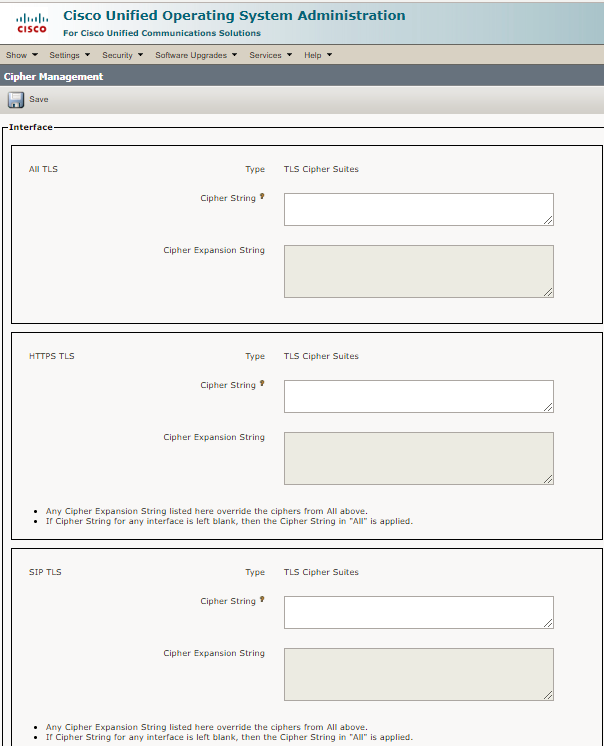 Cisco Unified Operating System Administration
CISCO For Cisco Unified Communications Solutions
Show Settings Security Software Upgrades Services Help
Cipher Management
Save
Interface
All TLS Type TLS Cipher Suites
Cipher String
Cipher Expansion String
HTTPS TLS Type TLS Cipher Suites
Cipher String
Cipher Expansion String
• Any Cipher Expansion String listed here override the ciphers from All above.
• If Cipher String for any interface is left blank, then the Cipher String in "All" is applied.
SIP TLS Type TLS Cipher Suites
Cipher String
Cipher Expansion String
• Any Cipher Expansion String listed here override the ciphers from All above.
• If Cipher String for any interface is left blank, then the Cipher String in "All" is applied.